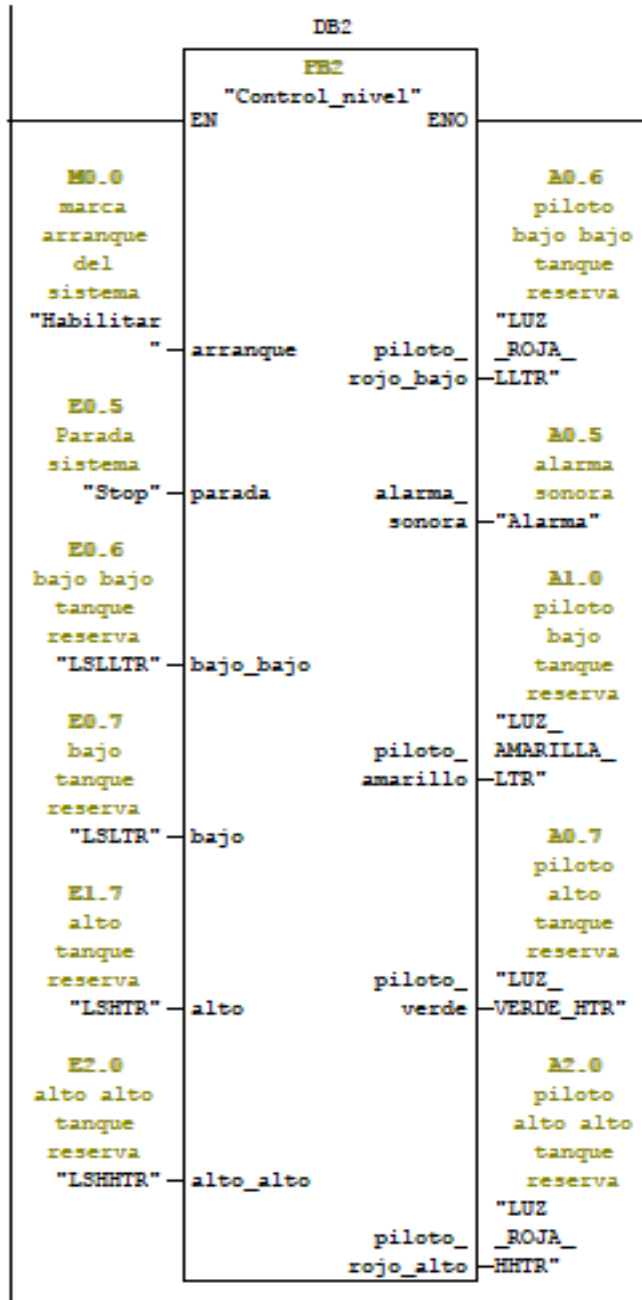 DB2
FB2
"Control_nivel"
EN ENO
M0.0
marca
arranque
del
sistema
"Habilitar
" arranque
A0.6
piloto
bajo bajo
tanque
reserva
"LUZ
piloto_ _ROJA_
rojo_bajo LLTR"
E0.5
Parada
sistema
"Stop" parada
A0.5
alarma
sonora
alarma_
sonora "Alarma"
E0.6
bajo bajo
tanque
reserva
"LSLLTR" bajo_bajo
A1.0
piloto
bajo
tanque
reserva
"LUZ_
piloto_ AMARILLA_
amarillo LTR"
E0.7
bajo
tanque
reserva
"LSLTR" bajo
A0.7
piloto
alto
tanque
reserva
piloto_ "LUZ_
verde VERDE_HTR"
E1.7
alto
tanque
reserva
"LSHTR" alto
A2.0
piloto
alto alto
tanque
reserva
"LUZ
piloto_ _ROJA_
rojo_alto HHTR"
E2.0
alto alto
tanque
reserva
"LSHHTR" alto_alto